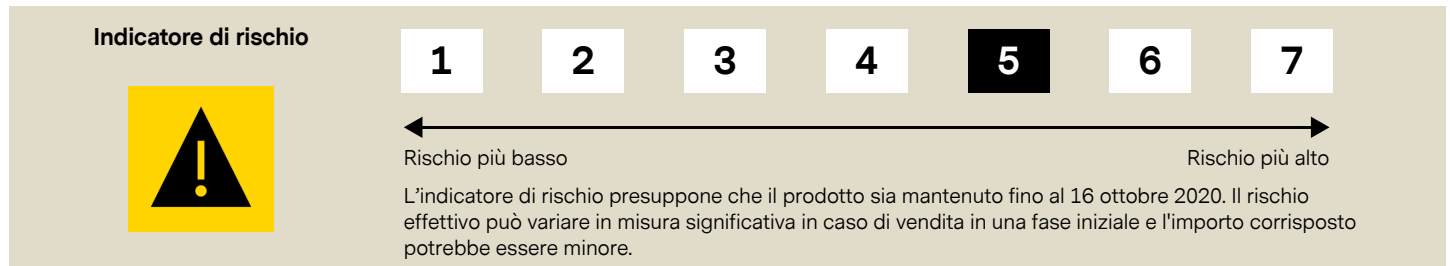 Indicatore di rischio
1 2 3 4 5 6 7
Rischio più basso Rischio più alto
L'indicatore di rischio presuppone che il prodotto sia mantenuto fino al 16 ottobre 2020. Il rischio
effettivo può variare in misura significativa in caso di vendita in una fase iniziale e l'importo corrisposto
potrebbe essere minore.